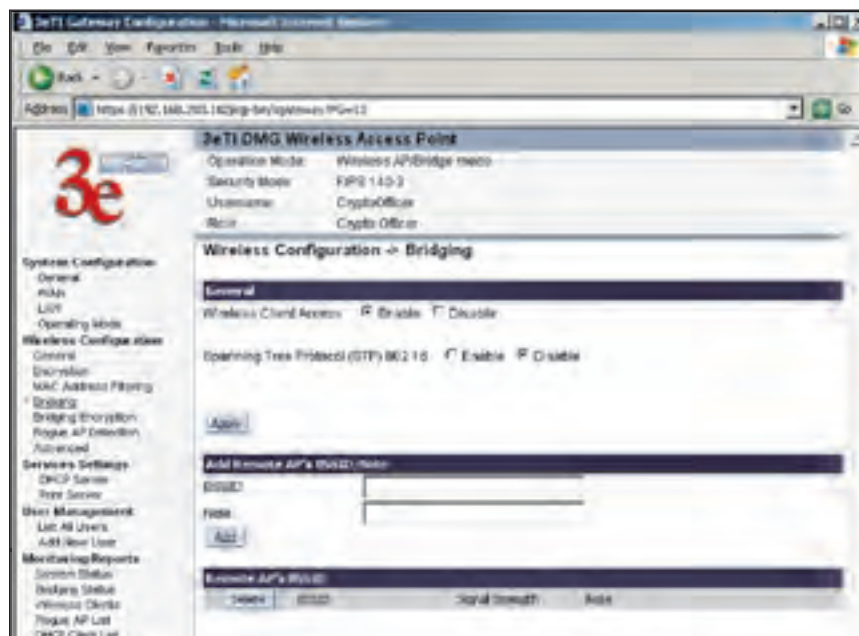 3eTI Gateway Configuration - Microsoft Internet Explorer
File Edit View Favorites Tools Help
Back
Address Go
3eTI DMG Wireless Access Point
Operation Mode: Wireless AP/Bridge mode
Security Mode: FIPS 140-2
Username: CryptoOfficer
Role: Crypto Officer
3e
Wireless Configuration -> Bridging
System Configuration
General
WAN
LAN
Operating Mode
Wireless Configuration
General
Encryption
MAC Address Filtering
Bridging
Bridging Encryption
Rogue AP Detection
Advanced
Services Settings
DHCP Server
Print Server
User Management
List All Users
Add New User
Monitoring/Reports
System Status
Bridging Status
Wireless Clients
Rogue AP List
DHCP Client List
General
Wireless Client Access Enable Disable
Spanning Tree Protocol (STP) 802.1d Enable Disable
Apply
Add Remote AP's BSSID/Note
BSSID
Note
Add
Remote AP's BSSID
Delete BSSID Signal Strength Note